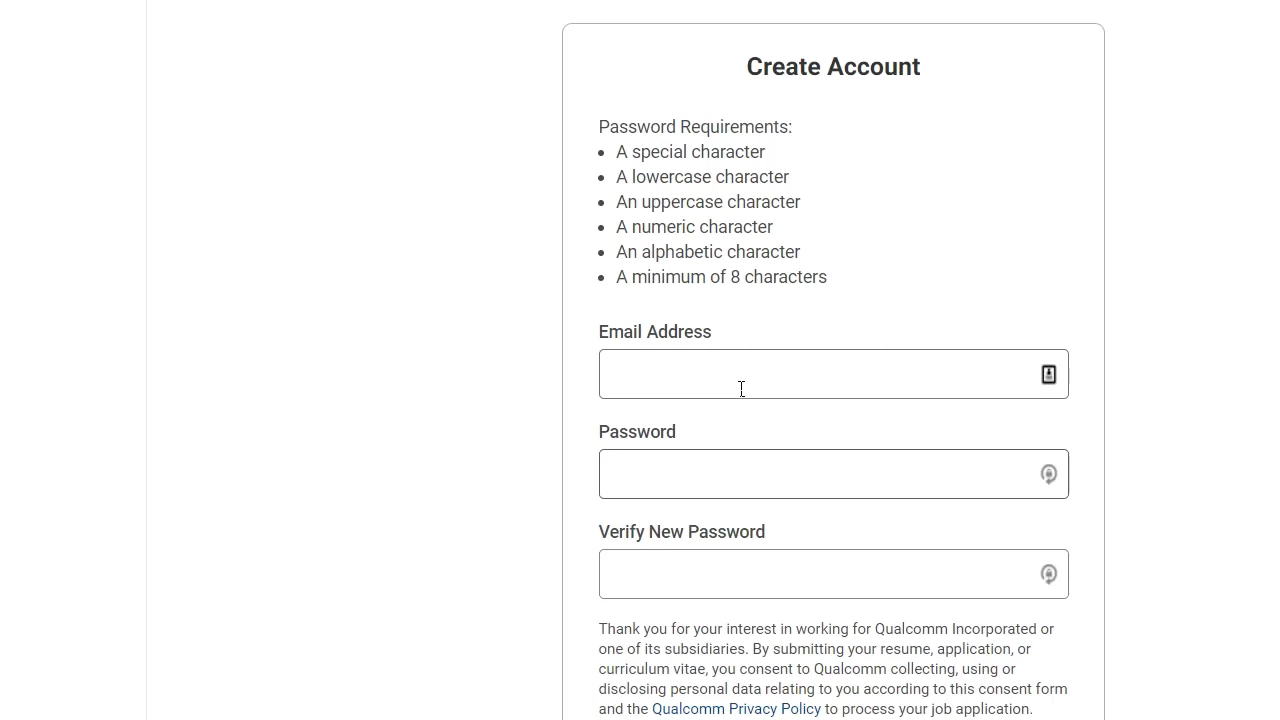 Create Account
Password Requirements:
A special character
A lowercase character
An uppercase character
A numeric character
An alphabetic character
A minimum of 8 characters
Email Address
Password
Verify New Password
Thank you for your interest in working for Qualcomm Incorporated or
one of its subsidiaries. By submitting your resume, application, or
curriculum vitae, you consent to Qualcomm collecting, using or
disclosing personal data relating to you according to this consent form
and the Qualcomm Privacy Policy to process your job application.